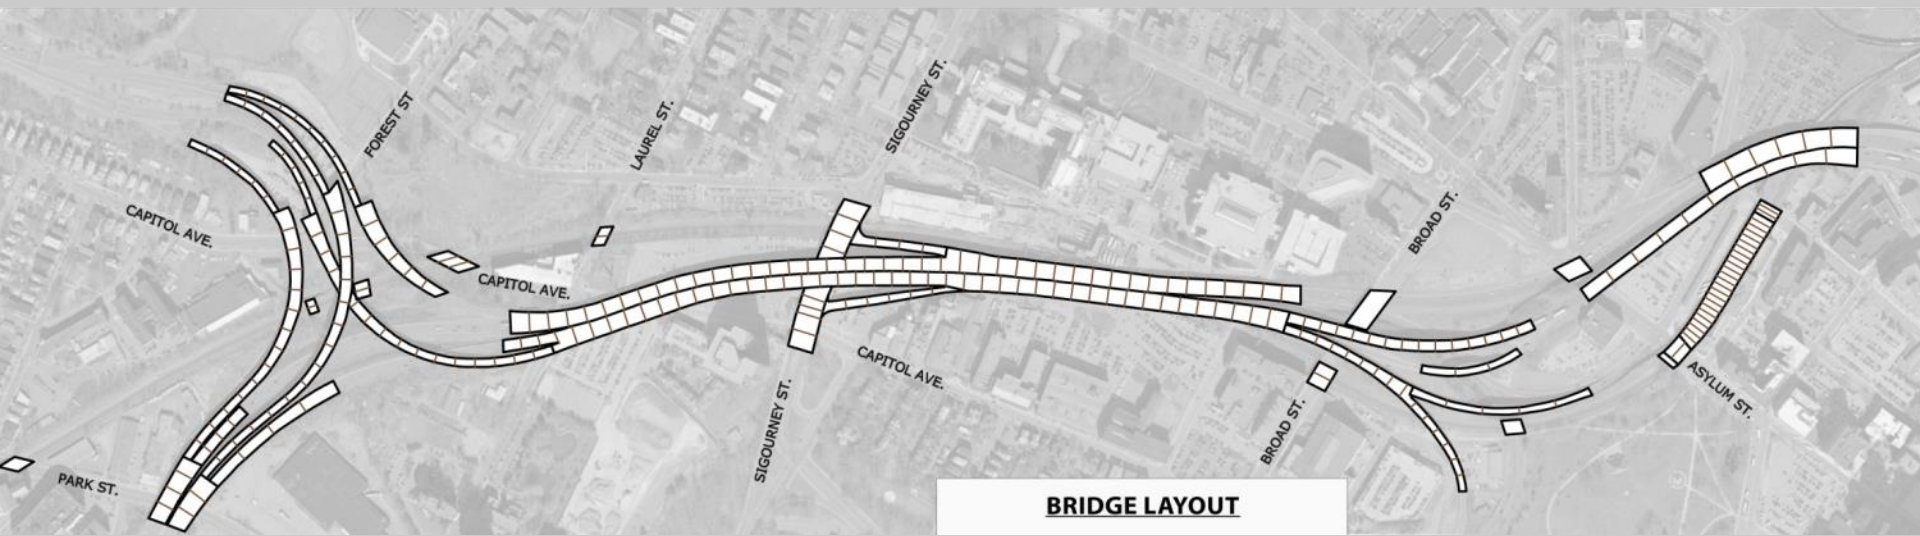 FOREST ST
LAUREL ST.
SIGOURNEY ST.
CAPITOL AVE.
BROAD ST.
CAPITOL AVE.
CAPITOL AVE.
ASYLUM ST.
SIGOURNEY ST.
BROAD ST.
PARK ST.
BRIDGE LAYOUT